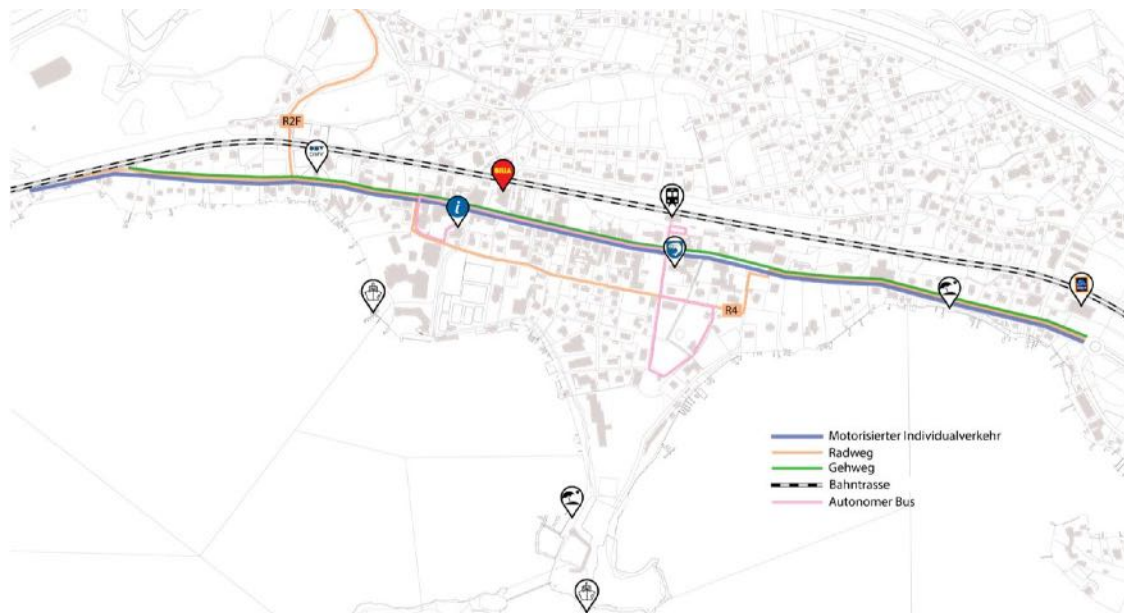 R2F
i
R4
Motorisierter Individualverkehr
Radweg
Gehweg
Bahntrasse
Autonomer Bus